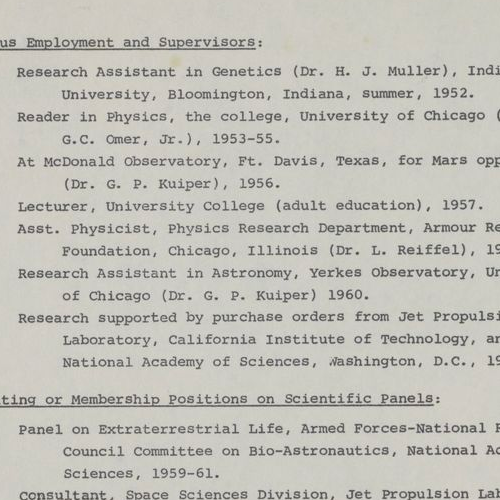 us Employment and Supervisors:
Research Assistant in Genetics (Dr. H. J. Muller), Indi
University, Bloomington, Indiana, summer, 1952.
Reader in Physics, the college, University of Chicago (
G.C. Omer, Jr.), 1953-55.
At McDonald Observatory, Ft. Davis, Texas, for Mars opp
(Dr. G. P. Kuiper), 1956.
Lecturer, University College (adult education), 1957.
Asst. Physicist, Physics Research Department, Armour Re
Foundation, Chicago, Illinois (Dr. L. Reiffel), 19
Research Assistant in Astronomy, Yerkes Observatory, Un
of Chicago (Dr. G. P. Kuiper) 1960.
Research supported by purchase orders from Jet Propulsi
Laboratory, California Institute of Technology, an
National Academy of Sciences, Washington, D.C., 19
ting or Membership Positions on Scientific Panels:
Panel on Extraterrestrial Life, Armed Forces-National R
Council Committee on Bio-Astronautics, National Ac
Sciences, 1959-61.
Consultant, Space Sciences Division, Jet Propulsion Lab